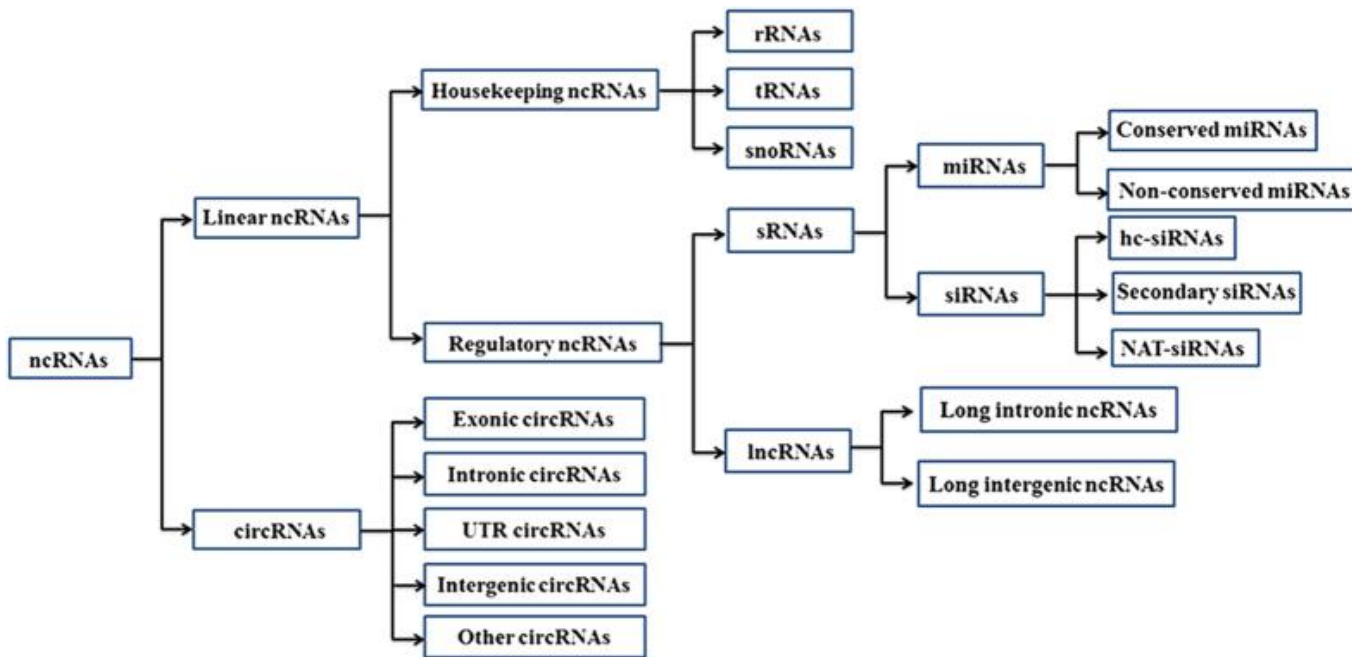 ncRNAs
Linear ncRNAs
circRNAs
Housekeeping ncRNAs
Regulatory ncRNAs
Exonic circRNAs
Intronic circRNAs
UTR circRNAs
Intergenic circRNAs
Other circRNAs
rRNAs
tRNAs
snoRNAs
sRNAs
lncRNAs
miRNAs
siRNAs
Long intronic ncRNAs
Long intergenic ncRNAs
Conserved miRNAs
Non-conserved miRNAs
hc-siRNAs
Secondary siRNAs
NAT-siRNAs